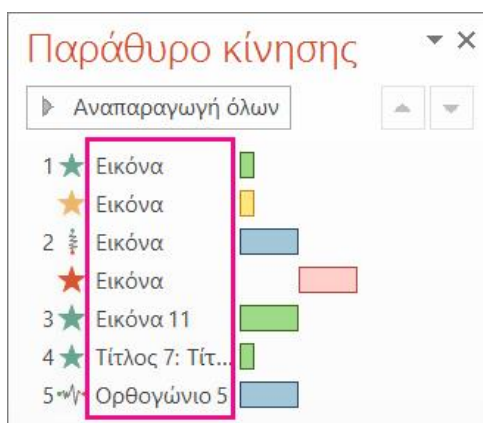 Παράθυρο κίνησης
Αναπαραγωγή όλων
1 Εικόνα
Εικόνα
2 Εικόνα
Εικόνα
3 Εικόνα 11
4 Τίτλος 7: Τίτ...
5 Ορθογώνιο 5